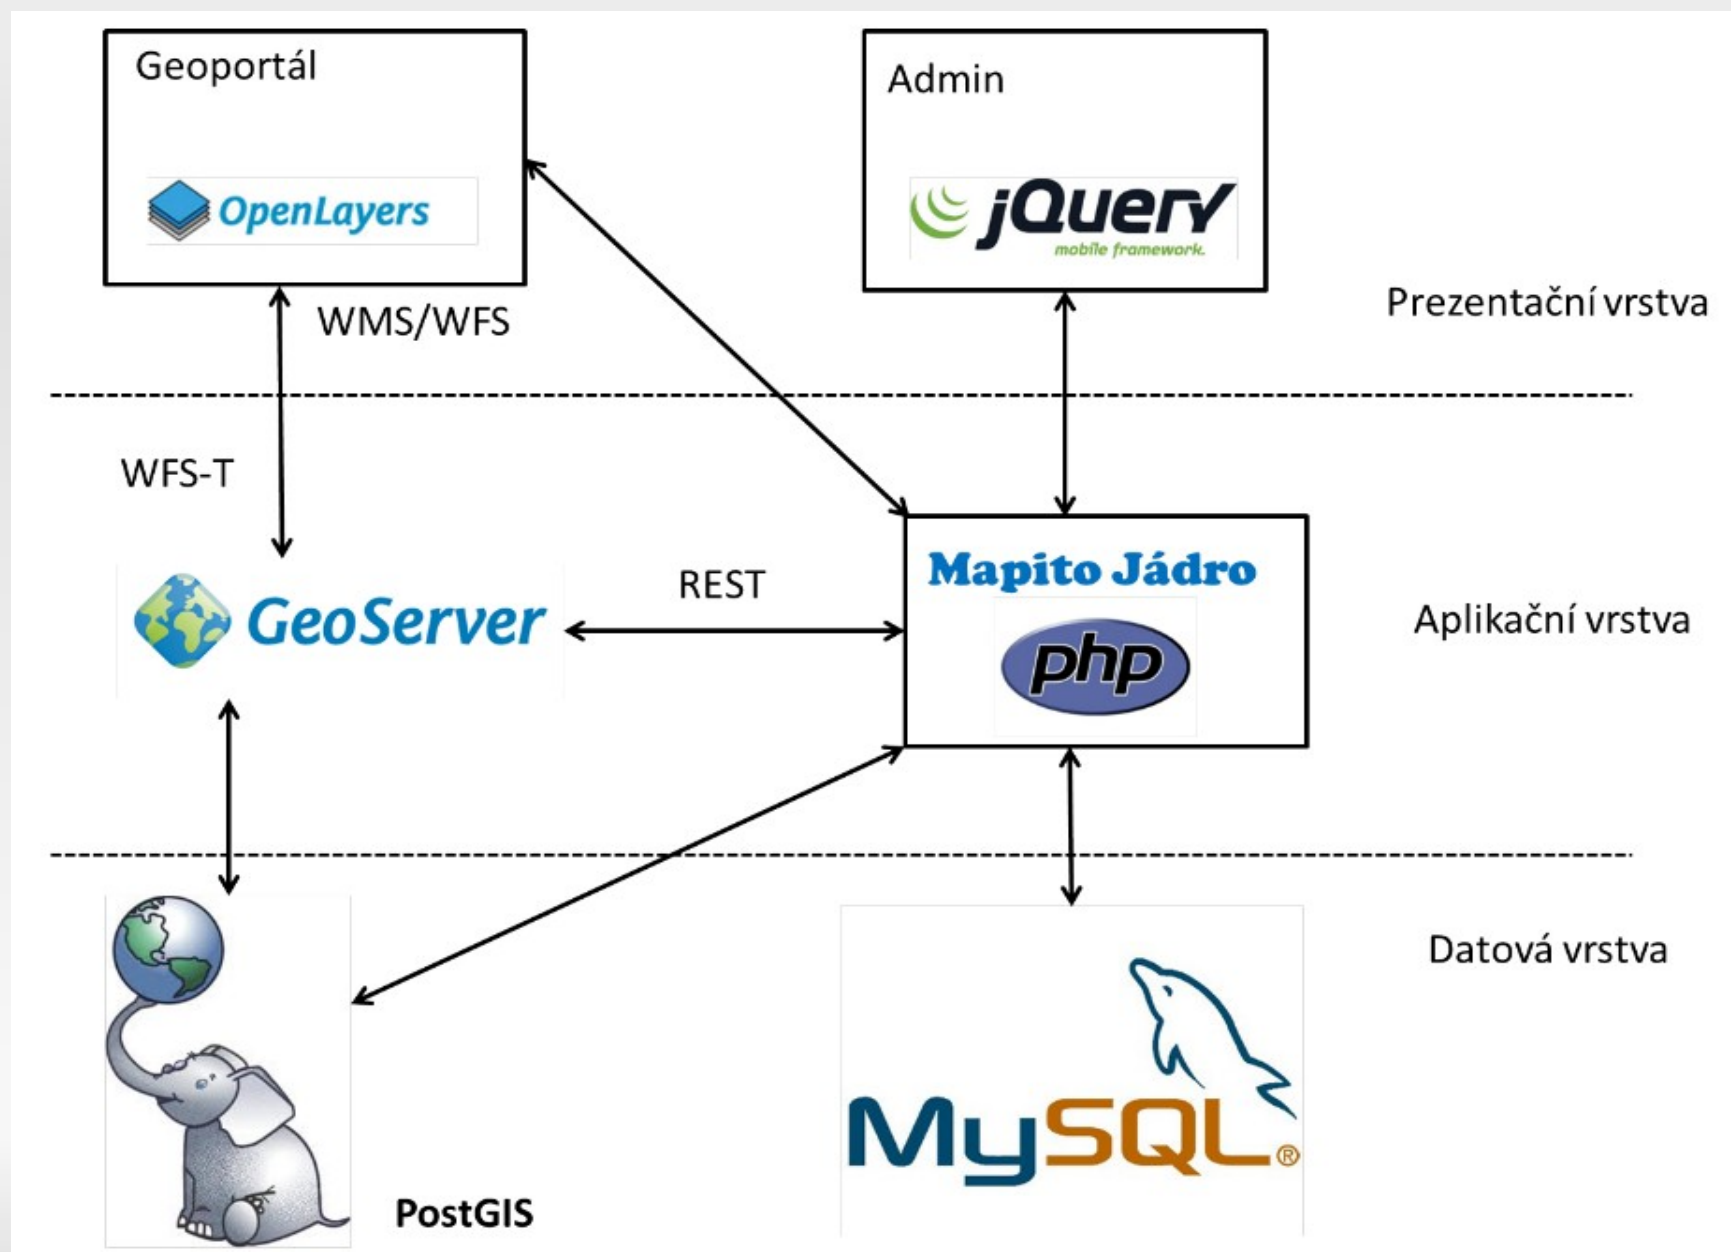 Geoportál
OpenLayers
Admin
jQuery
mobile framework.
WMS/WFS
Prezentační vrstva
WFS-T
GeoServer
REST
Mapito Jádro
php
Aplikační vrstva
Datová vrstva
MySQL®
PostGIS